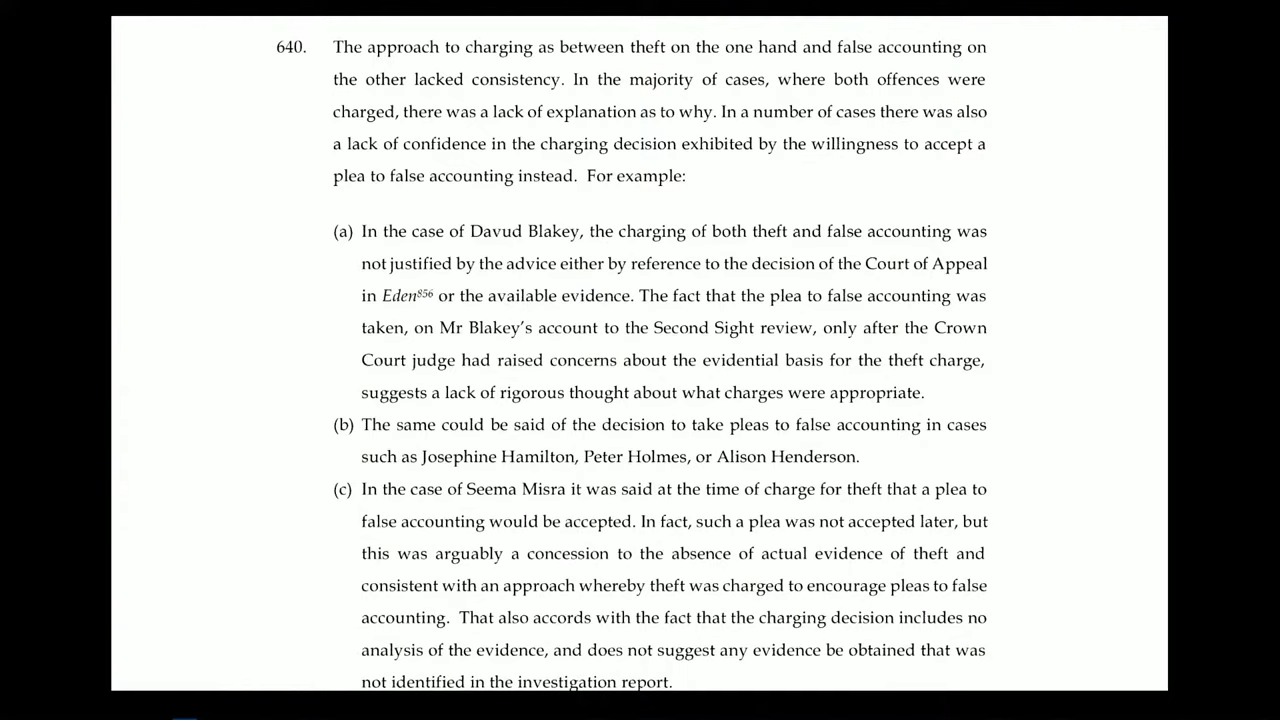 640. The approach to charging as between theft on the one hand and false accounting on
the other lacked consistency. In the majority of cases, where both offences were
charged, there was a lack of explanation as to why. In a number of cases there was also
a lack of confidence in the charging decision exhibited by the willingness to accept a
plea to false accounting instead. For example:
(a) In the case of Davud Blakey, the charging of both theft and false accounting was
not justified by the advice either by reference to the decision of the Court of Appeal
in Eden856 or the available evidence. The fact that the plea to false accounting was
taken, on Mr Blakey's account to the Second Sight review, only after the Crown
Court judge had raised concerns about the evidential basis for the theft charge,
suggests a lack of rigorous thought about what charges were appropriate.
(b) The same could be said of the decision to take pleas to false accounting in cases
such as Josephine Hamilton, Peter Holmes, or Alison Henderson.
(c) In the case of Seema Misra it was said at the time of charge for theft that a plea to
false accounting would be accepted. In fact, such a plea was not accepted later, but
this was arguably a concession to the absence of actual evidence of theft and
consistent with an approach whereby theft was charged to encourage pleas to false
accounting. That also accords with the fact that the charging decision includes no
analysis of the evidence, and does not suggest any evidence be obtained that was
not identified in the investigation report.